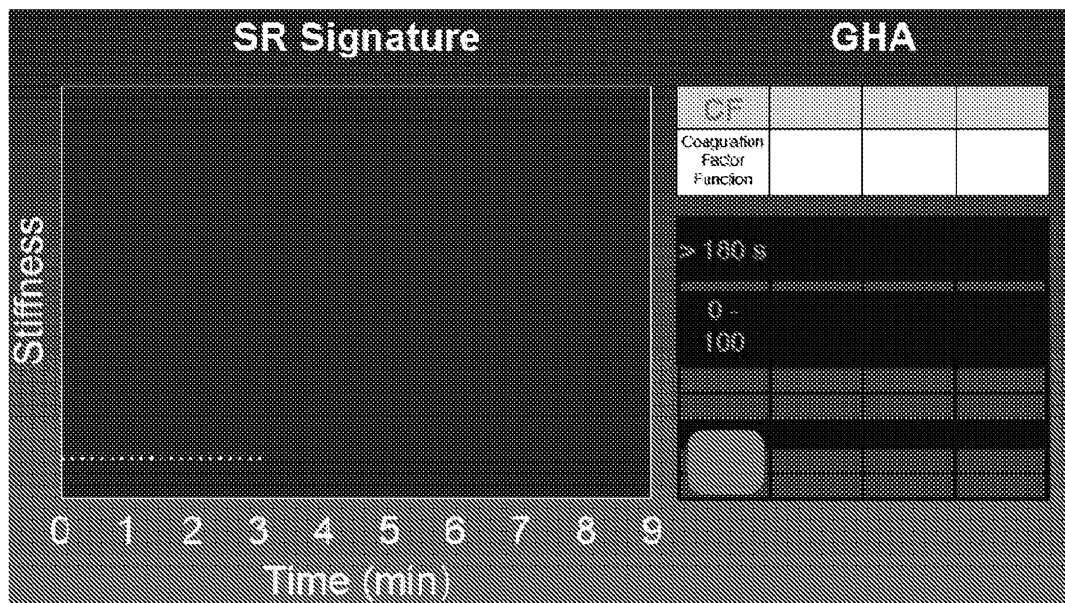 SR Signature
GHA
CF
Coagulation
Factor
Function
> 180 s
0 -
100
Stiffness
0 1 2 3 4 5 6 7 8 9
Time (min)